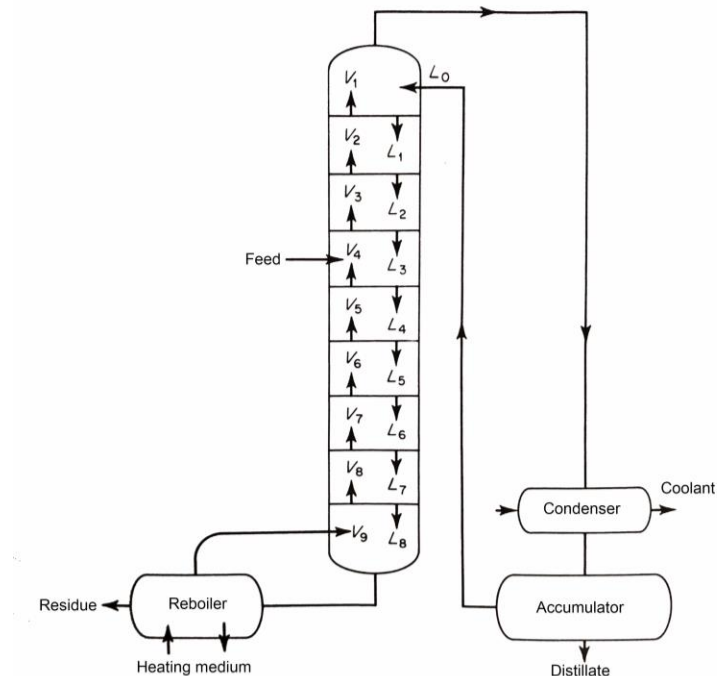 V₁
L₀
V₂
L₁
V₃
L₂
Feed
V₄
L₃
V₅
L₄
V₆
L₅
V₇
L₆
V₈
L₇
Coolant
Condenser
V₉
L₈
Residue
Reboiler
Accumulator
Heating medium
Distillate